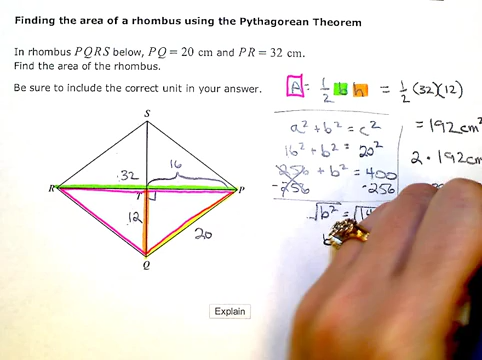 Finding the area of a rhombus using the Pythagorean Theorem
In rhombus PQRS below, PQ = 20 cm and PR = 32 cm.
Find the area of the rhombus.
Be sure to include the correct unit in your answer.
A = 1/2 b h = 1/2 (32)(12)
= 192 cm²
2 · 192 cm
a² + b² = c²
16² + b² = 20²
256 + b² = 400
-256 -256
√b² = √14
b
S
16
32
R
T
P
12
20
Q
Explain